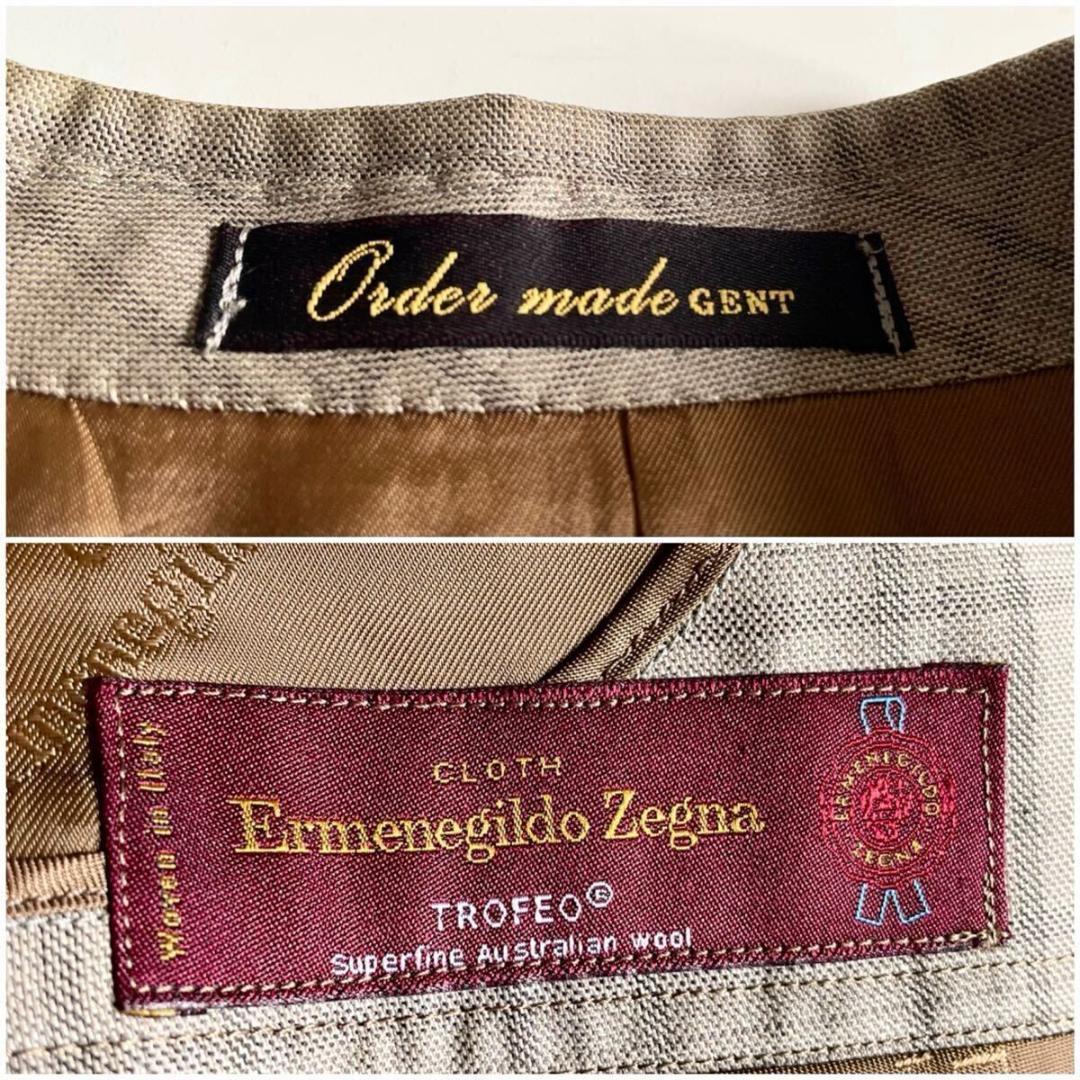 Order made GENT
Woven in Italy
CLOTH
Ermenegildo Zegna
TROFEO®
Superfine Australian wool
ERMENEGILDO
ZEGNA